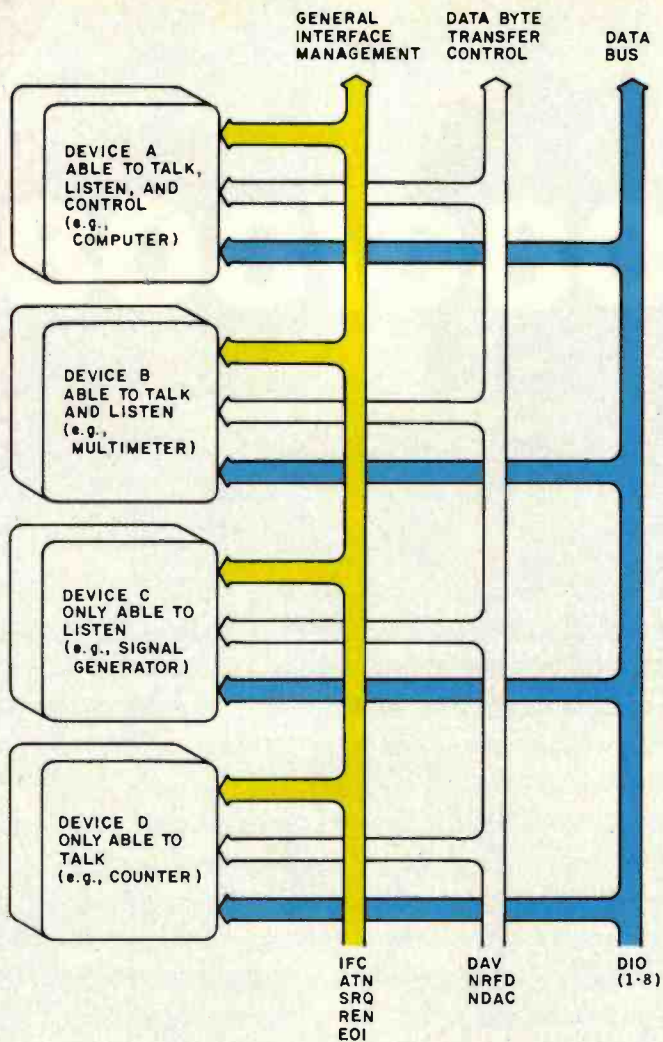 GENERAL
INTERFACE
MANAGEMENT
DATA BYTE
TRANSFER
CONTROL
DATA
BUS
DEVICE A
ABLE TO TALK,
LISTEN, AND
CONTROL
(e.g.,
COMPUTER)
DEVICE B
ABLE TO TALK
AND LISTEN
(e.g.,
MULTIMETER)
DEVICE C
ONLY ABLE TO
LISTEN
(e.g., SIGNAL
GENERATOR)
DEVICE D
ONLY ABLE TO
TALK
(e.g., COUNTER)
IFC
ATN
SRQ
REN
EOI
DAV
NRFD
NDAC
DIO
(1-8)